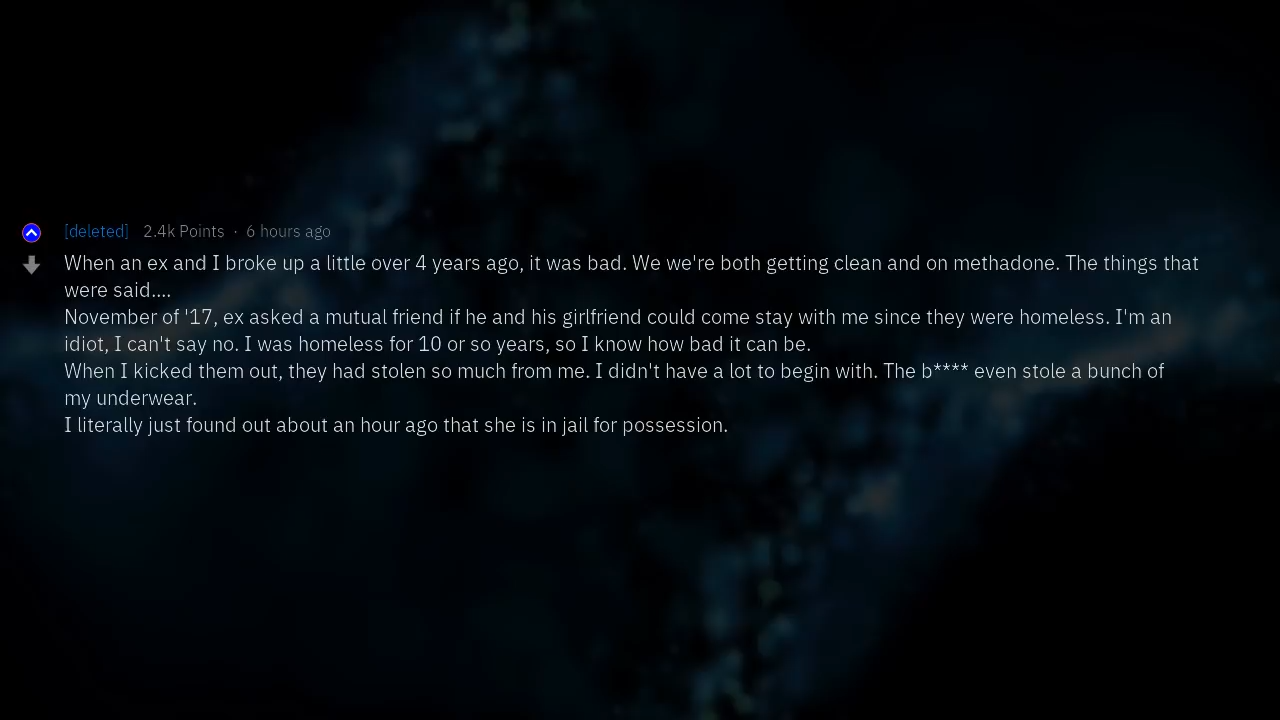 [deleted] 2.4k Points · 6 hours ago
When an ex and I broke up a little over 4 years ago, it was bad. We we're both getting clean and on methadone. The things that
were said....
November of '17, ex asked a mutual friend if he and his girlfriend could come stay with me since they were homeless. I'm an
idiot, I can't say no. I was homeless for 10 or so years, so I know how bad it can be.
When I kicked them out, they had stolen so much from me. I didn't have a lot to begin with. The b**** even stole a bunch of
my underwear.
I literally just found out about an hour ago that she is in jail for possession.